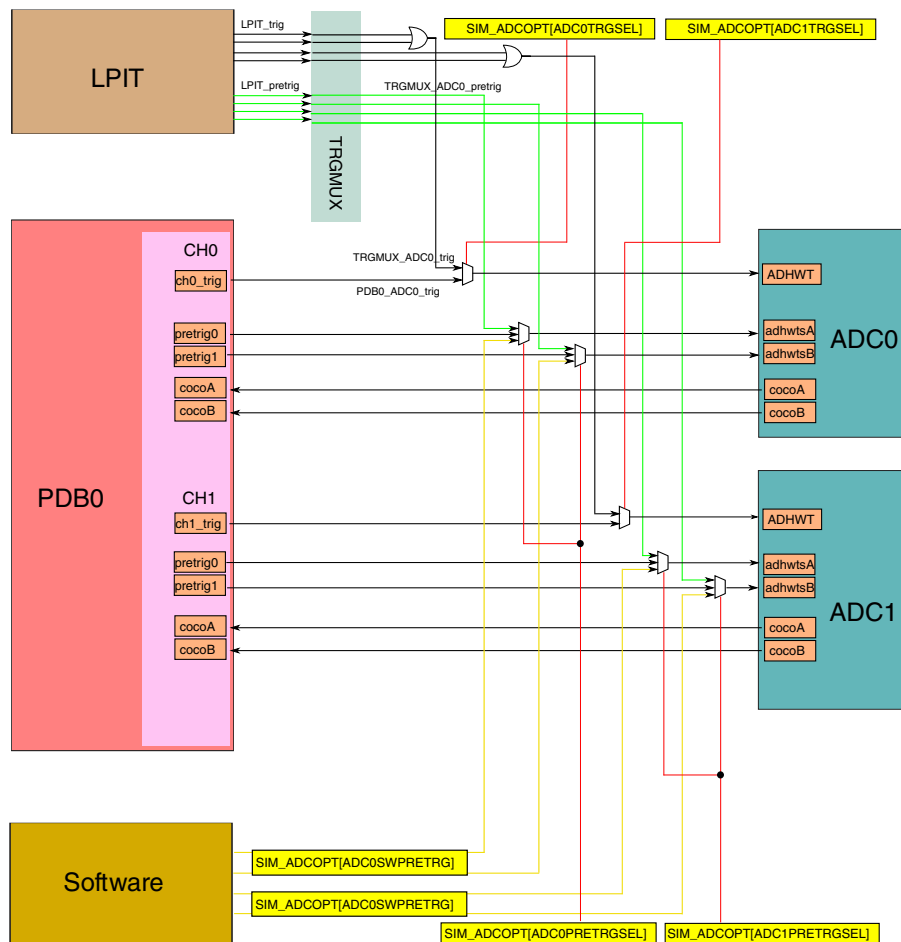 LPIT_trig
SIM_ADCOPT[ADC0TRGSEL]
SIM_ADCOPT[ADC1TRGSEL]
LPIT
LPIT_pretrig
TRGMUX_ADC0_pretrig
TRGMUX
CH0
TRGMUX_ADC0_trig
ch0_trig
PDB0_ADC0_trig
ADHWT
pretrig0
adhwtsA
ADC0
pretrig1
adhwtsB
cocoA
cocoA
cocoB
cocoB
PDB0
CH1
ch1_trig
ADHWT
pretrig0
adhwtsA
pretrig1
adhwtsB
ADC1
cocoA
cocoA
cocoB
cocoB
Software
SIM_ADCOPT[ADC0SWPRETRG]
SIM_ADCOPT[ADC0SWPRETRG]
SIM_ADCOPT[ADC0PRETRGSEL]
SIM_ADCOPT[ADC1PRETRGSEL]